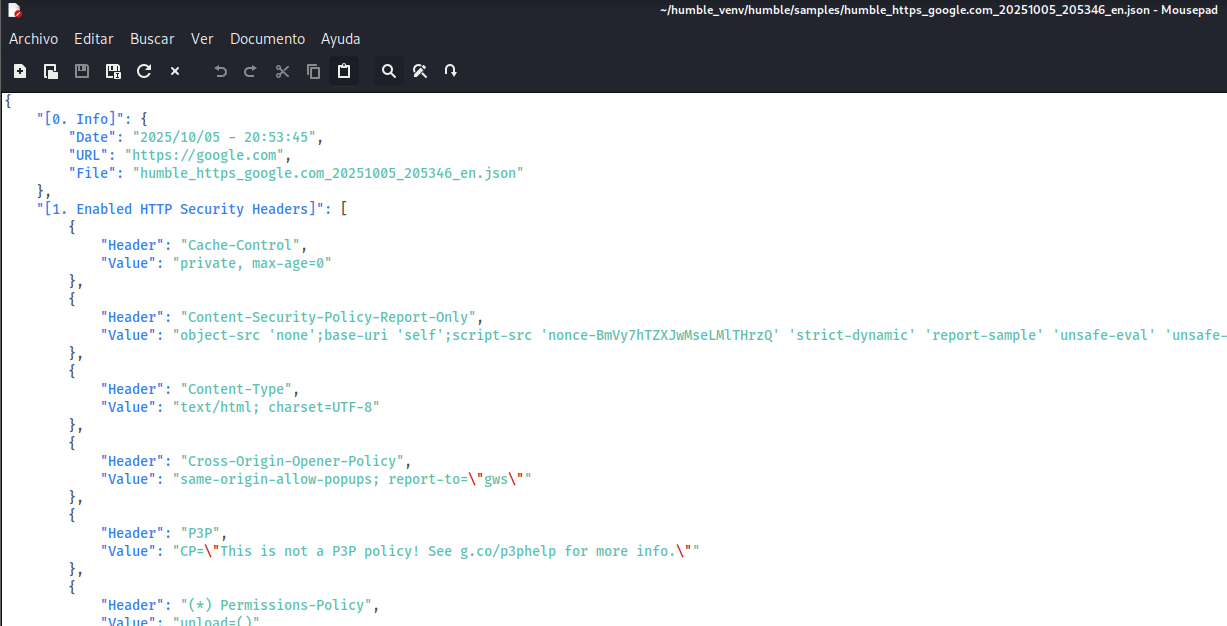 ~/humble_venv/humble/samples/humble_https_google.com_20251005_205346_en.json - Mousepad
Archivo Editar Buscar Ver Documento Ayuda
{
    "[0. Info]": {
        "Date": "2025/10/05 - 20:53:45",
        "URL": "https://google.com",
        "File": "humble_https_google.com_20251005_205346_en.json"
    },
    "[1. Enabled HTTP Security Headers]": [
        {
            "Header": "Cache-Control",
            "Value": "private, max-age=0"
        },
        {
            "Header": "Content-Security-Policy-Report-Only",
            "Value": "object-src 'none';base-uri 'self';script-src 'nonce-BmVy7hTZXJwMseLMlTHrzQ' 'strict-dynamic' 'report-sample' 'unsafe-eval' 'unsafe-
        },
        {
            "Header": "Content-Type",
            "Value": "text/html; charset=UTF-8"
        },
        {
            "Header": "Cross-Origin-Opener-Policy",
            "Value": "same-origin-allow-popups; report-to=\"gws\""
        },
        {
            "Header": "P3P",
            "Value": "CP=\"This is not a P3P policy! See g.co/p3phelp for more info.\""
        },
        {
            "Header": "(*) Permissions-Policy",
            "Value": "unload=()"